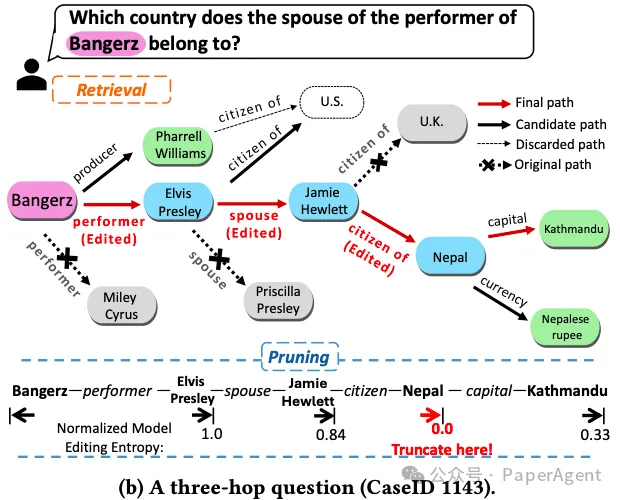 Which country does the spouse of the performer of
Bangerz belong to?
Retrieval
U.S.
Final path
Candidate path
Discarded path
Original path
citizen of
U.K.
producer
Pharrell
Williams
citizen of
citizen of
Bangerz
performer
(Edited)
Elvis
Presley
spouse
(Edited)
Jamie
Hewlett
citizen of
(Edited)
capital
Kathmandu
performer
Miley
Cyrus
spouse
Priscilla
Presley
Nepal
currency
Nepalese
rupee
Pruning
Bangerz—performer—Elvis Presley—spouse—Jamie Hewlett—citizen—Nepal—capital—Kathmandu
Normalized Model
Editing Entropy:
1.0
0.84
0.0
Truncate here!
0.33
公众号 · PaperAgent
(b) A three-hop question (CaseID 1143).